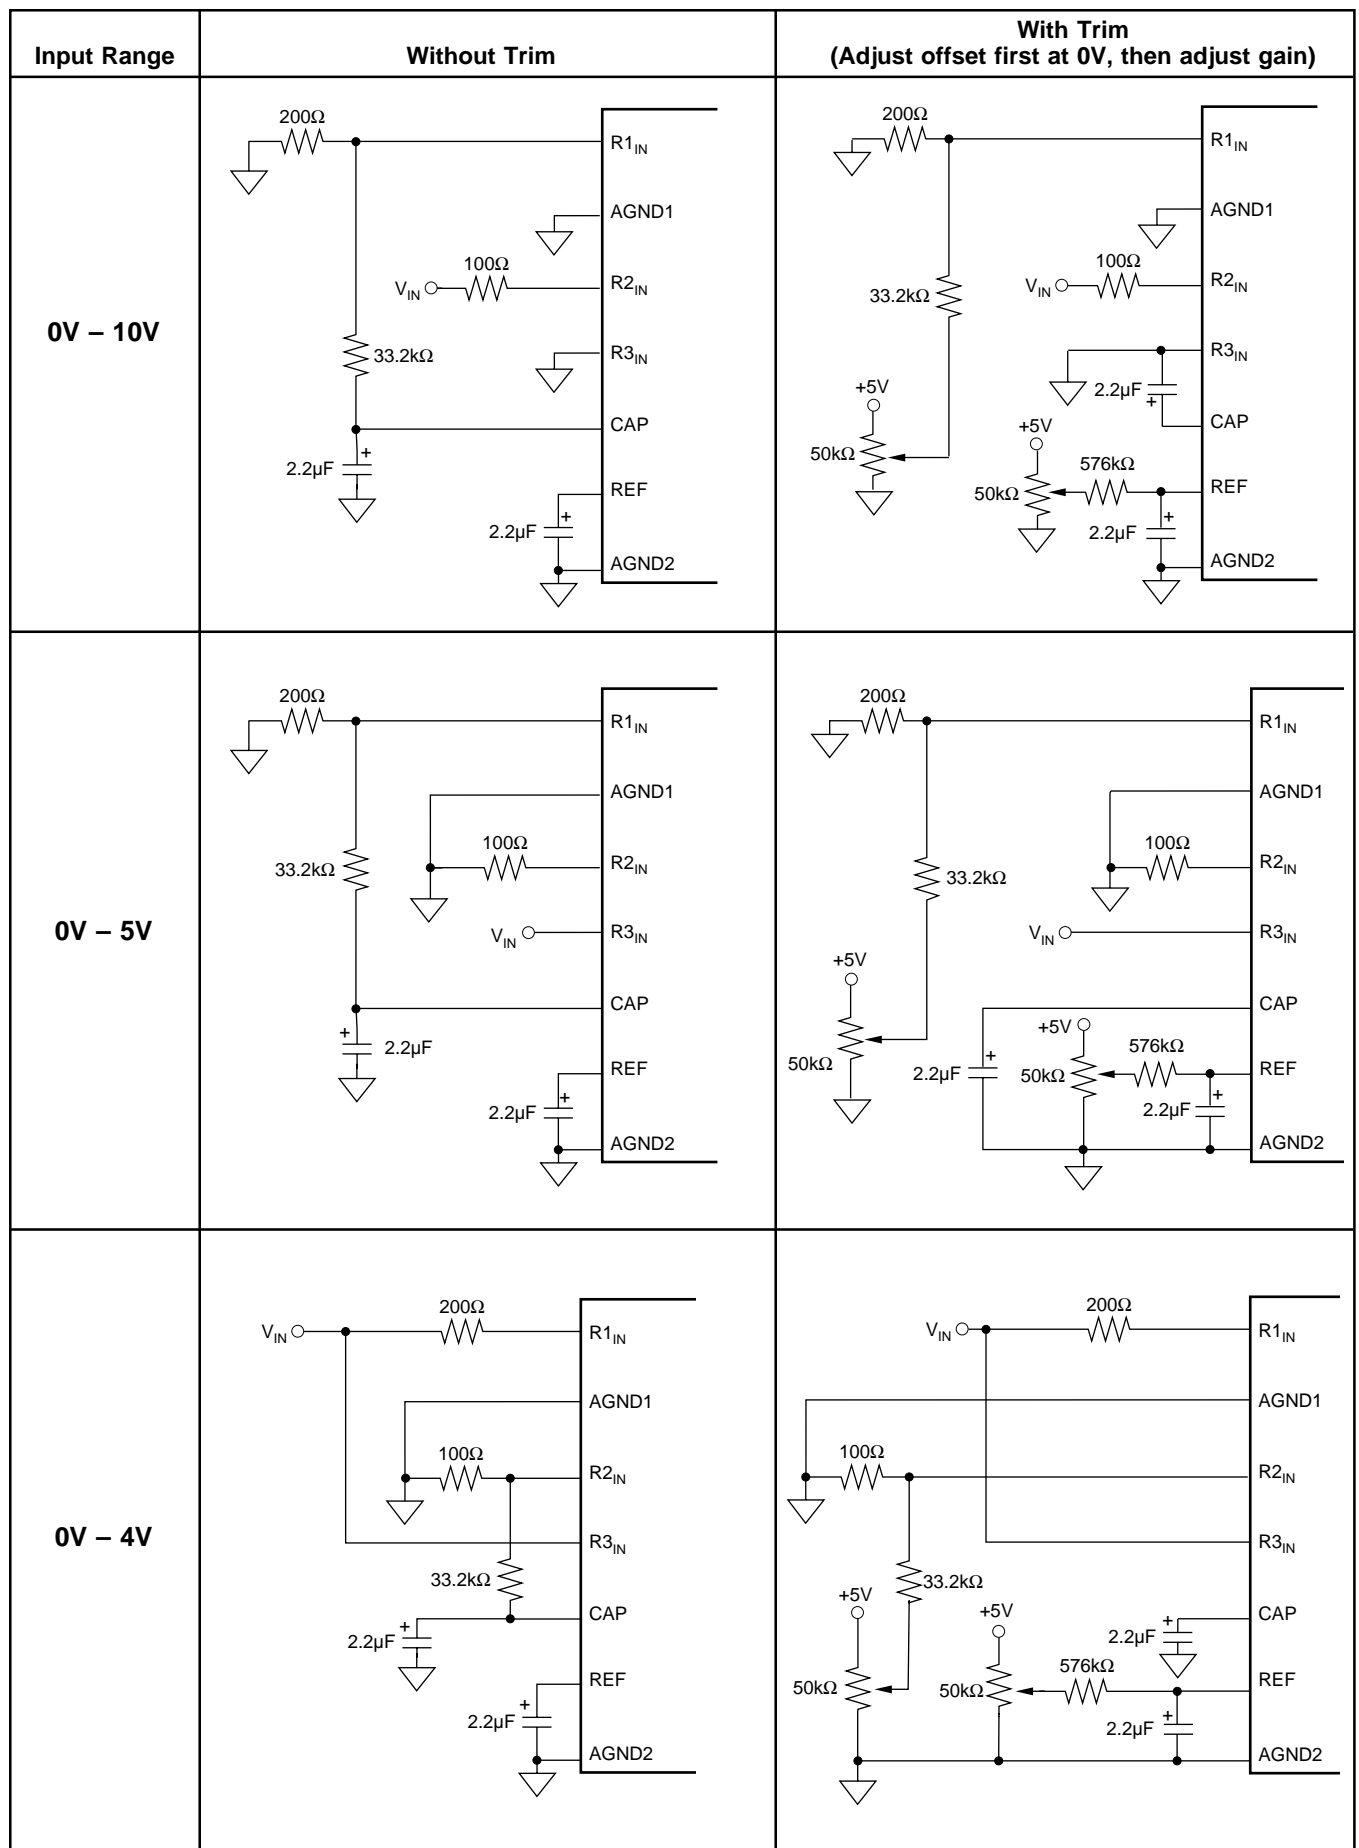 Input Range
Without Trim
With Trim
(Adjust offset first at 0V, then adjust gain)
0V – 10V
200Ω
R1IN
AGND1
100Ω
VIN
R2IN
33.2kΩ
R3IN
CAP
+
2.2µF
REF
+
2.2µF
AGND2
200Ω
R1IN
AGND1
100Ω
VIN
R2IN
33.2kΩ
R3IN
2.2µF
+
+5V
CAP
+5V
50kΩ
576kΩ
REF
50kΩ
+
2.2µF
AGND2
0V – 5V
200Ω
R1IN
AGND1
100Ω
R2IN
33.2kΩ
VIN
R3IN
CAP
+
2.2µF
REF
+
2.2µF
AGND2
200Ω
R1IN
AGND1
100Ω
R2IN
33.2kΩ
VIN
R3IN
+5V
CAP
+5V
50kΩ
+
2.2µF
50kΩ
576kΩ
REF
+
2.2µF
AGND2
0V – 4V
200Ω
VIN
R1IN
AGND1
100Ω
R2IN
R3IN
33.2kΩ
CAP
+
2.2µF
REF
+
2.2µF
AGND2
200Ω
VIN
R1IN
AGND1
100Ω
R2IN
R3IN
33.2kΩ
+5V
+5V
CAP
+
2.2µF
576kΩ
REF
50kΩ
50kΩ
+
2.2µF
AGND2